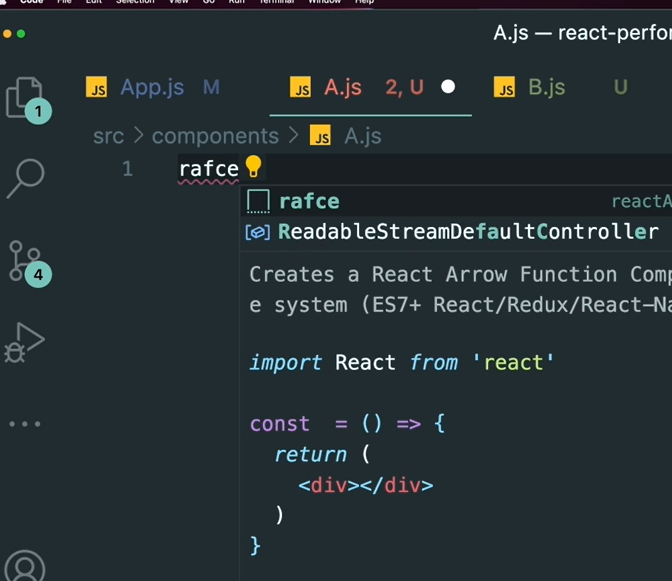 Code File Edit Selection View Go Run Terminal Window Help
A.js — react-perfor
JS App.js M JS A.js 2, U JS B.js U
1
src > components > JS A.js
1 rafce
rafce reactA
ReadableStreamDefaultController
4
Creates a React Arrow Function Comp
e system (ES7+ React/Redux/React-Na
import React from 'react'
const = () => {
return (
<div></div>
)
}